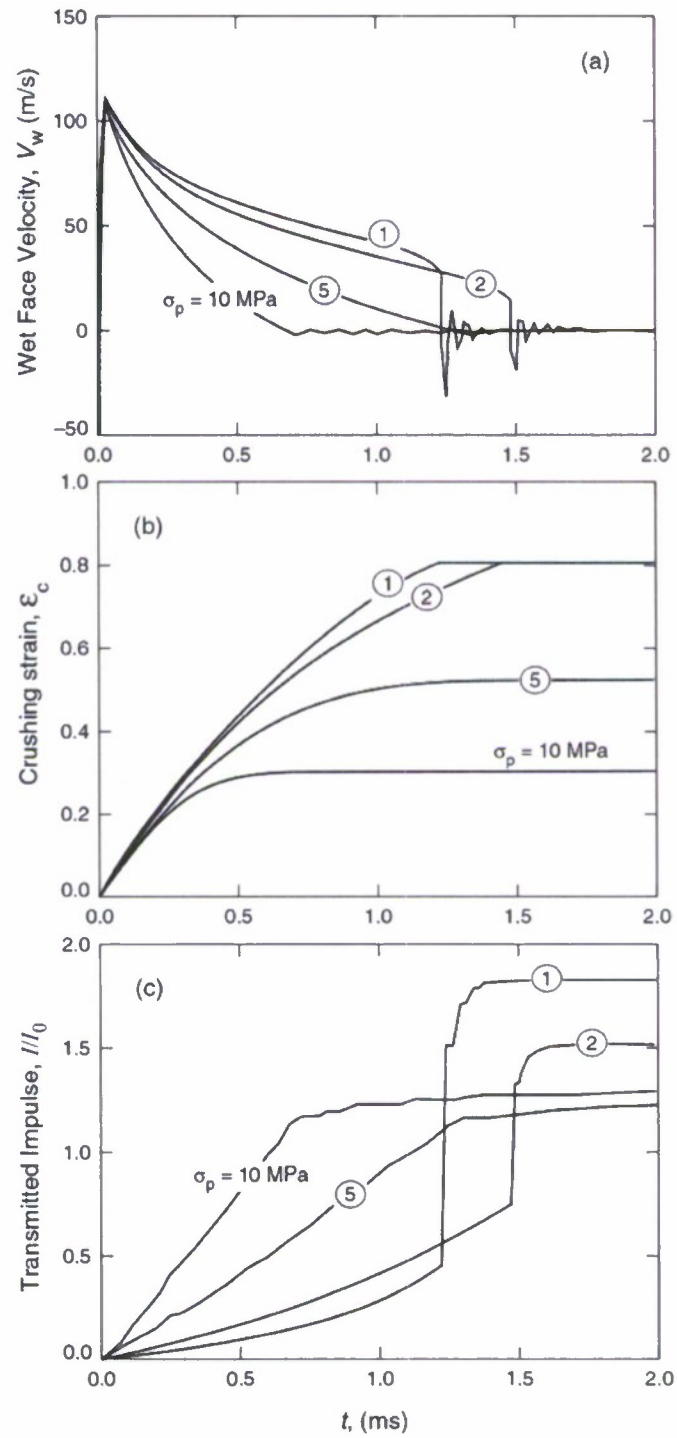 150
100
50
0
–50
Wet Face Velocity, V_w (m/s)
(a)
1
2
5
σ_p = 10 MPa
0.0 0.5 1.0 1.5 2.0
1.0
0.8
0.6
0.4
0.2
0.0
Crushing strain, ε_c
(b)
1
2
5
σ_p = 10 MPa
0.0 0.5 1.0 1.5 2.0
2.0
1.5
1.0
0.5
0.0
Transmitted Impulse, I/I_0
(c)
1
2
σ_p = 10 MPa
5
0.0 0.5 1.0 1.5 2.0
t, (ms)